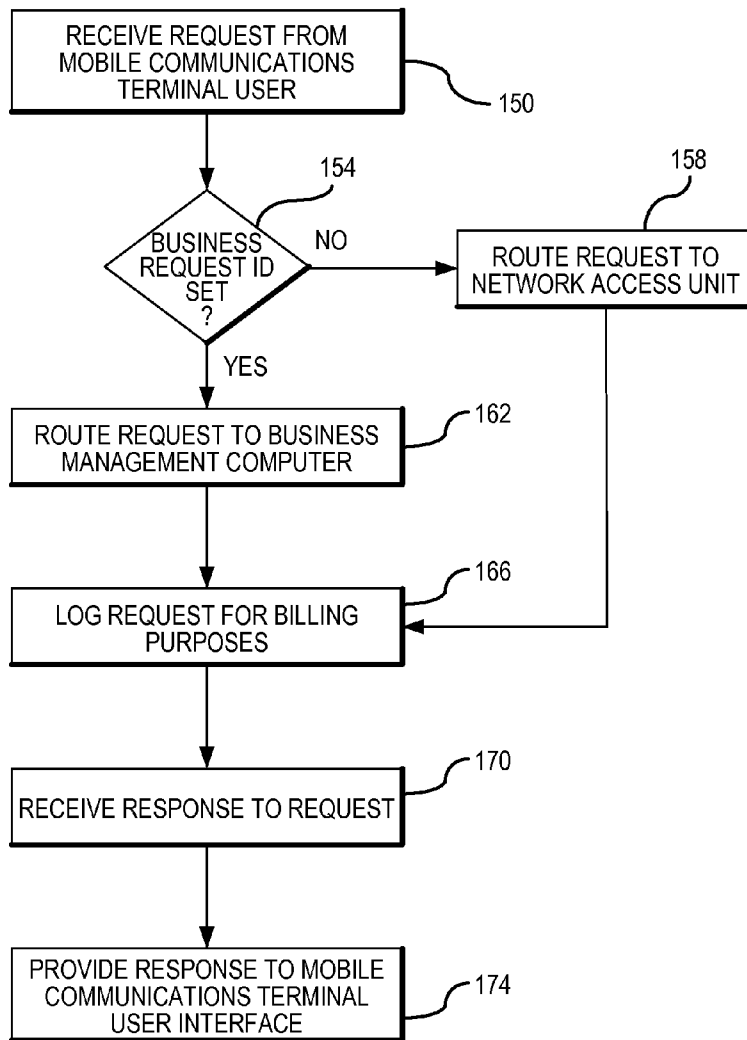 RECEIVE REQUEST FROM
MOBILE COMMUNICATIONS
TERMINAL USER
150
154
BUSINESS
REQUEST ID
SET
?
NO
158
ROUTE REQUEST TO
NETWORK ACCESS UNIT
YES
162
ROUTE REQUEST TO BUSINESS
MANAGEMENT COMPUTER
166
LOG REQUEST FOR BILLING
PURPOSES
170
RECEIVE RESPONSE TO REQUEST
PROVIDE RESPONSE TO MOBILE
COMMUNICATIONS TERMINAL
USER INTERFACE
174